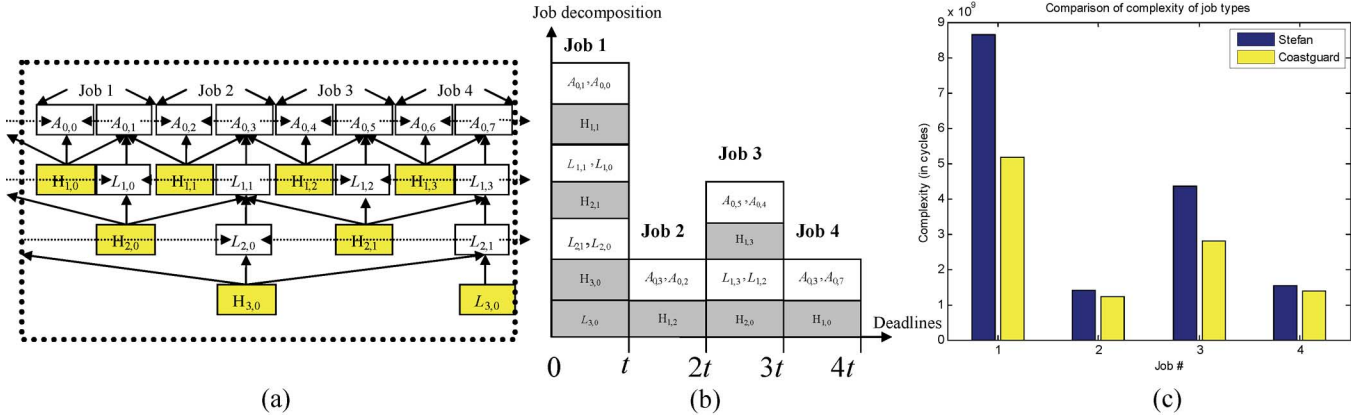 Job 1 Job 2 Job 3 Job 4
A0,0 A0,1 A0,2 A0,3 A0,4 A0,5 A0,6 A0,7
H1,0 L1,0 H1,1 L1,1 H1,2 L1,2 H1,3 L1,3
H2,0 L2,0 H2,1 L2,1
H3,0 L3,0
(a)
Job decomposition
Job 1
A0,1 , A0,0
H1,1
L1,1 , L1,0
H2,1
L2,1 , L2,0
H3,0
L3,0
Job 2
A0,3 , A0,2
H1,2
Job 3
A0,5 , A0,4
H1,3
L1,3 , L1,2
H2,0
Job 4
A0,3 , A0,7
H1,0
Deadlines
0 t 2t 3t 4t
(b)
Comparison of complexity of job types
x 10^9
Stefan
Coastguard
Complexity (in cycles)
9
8
7
6
5
4
3
2
1
0
1 2 3 4
Job #
(c)